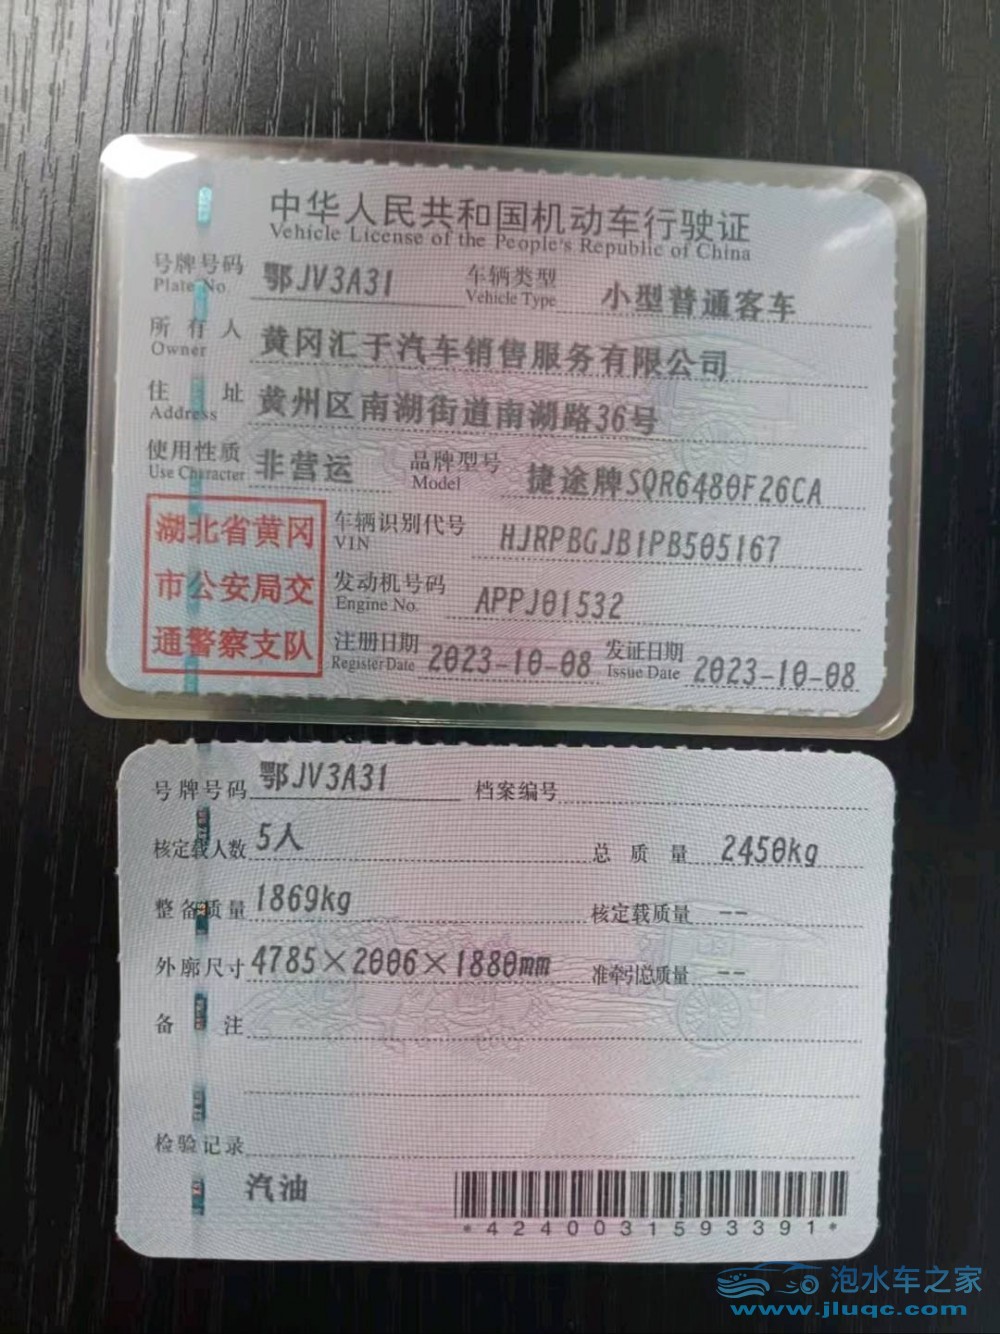 中华人民共和国机动车行驶证
Vehicle License of the People's Republic of China
号牌号码 鄂JV3A31 车辆类型 小型普通客车
Plate No Vehicle Type
所有人 黄冈汇于汽车销售服务有限公司
Owner
住址 黄州区南湖街道南湖路36号
Address
使用性质 非营运 品牌型号 捷途牌SQR6480F26CA
Use Character Model
湖北省黄冈
市公安局交
通警察支队
车辆识别代号 HJRPBGJB1PB505167
VIN
发动机号码 APPJ01532
Engine No.
注册日期 2023-10-08 发证日期 2023-10-08
Register Date Issue Date
号牌号码 鄂JV3A31 档案编号
核定载人数 5人 总质量 2450kg
整备质量 1869kg 核定载质量 --
外廓尺寸 4785×2006×1880mm 准牵引总质量 --
备注
检验记录
汽油
*4240031593391*
泡水车之家
www.jluqc.com